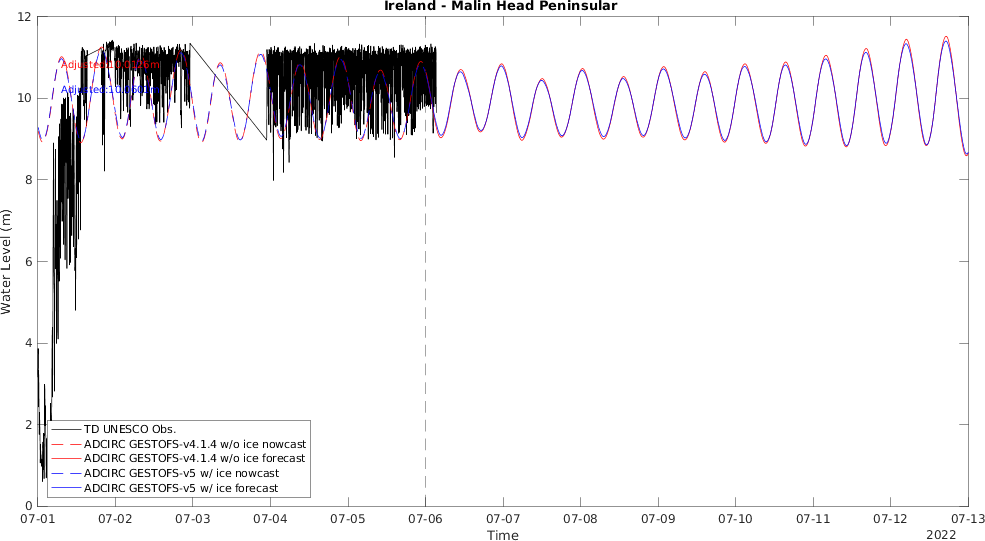 Ireland - Malin Head Peninsular
12
10
8
6
4
2
0
Water Level (m)
TD UNESCO Obs.
ADCIRC GESTOFS-v4.1.4 w/o ice nowcast
ADCIRC GESTOFS-v4.1.4 w/o ice forecast
ADCIRC GESTOFS-v5 w/ ice nowcast
ADCIRC GESTOFS-v5 w/ ice forecast
07-01 07-02 07-03 07-04 07-05 07-06 07-07 07-08 07-09 07-10 07-11 07-12 07-13
Time
2022